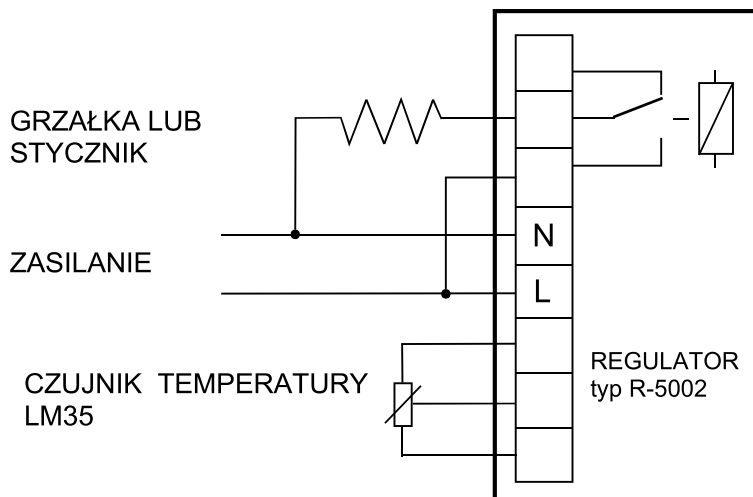 GRZAŁKA LUB
STYCZNIK
N
ZASILANIE
L
CZUJNIK TEMPERATURY
LM35
REGULATOR
typ R-5002